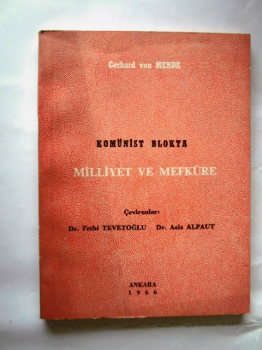 Gerhard von MENDE
KOMÜNİST BLOKTA
MİLLİYET VE MEFKÛRE
Çevirenler:
Dr. Fethi TEVETOĞLU Dr. Aziz ALPAUT
ANKARA
1966